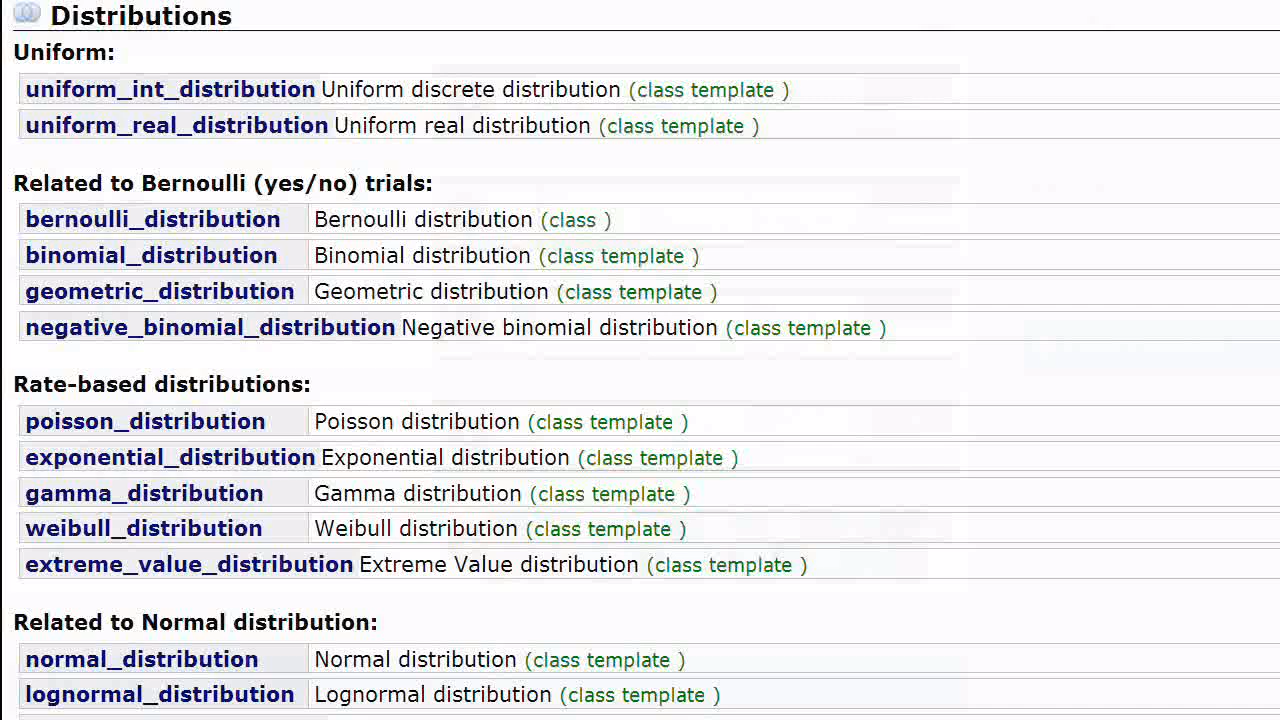 Distributions
Uniform:
uniform_int_distribution Uniform discrete distribution (class template )
uniform_real_distribution Uniform real distribution (class template )
Related to Bernoulli (yes/no) trials:
bernoulli_distribution Bernoulli distribution (class )
binomial_distribution Binomial distribution (class template )
geometric_distribution Geometric distribution (class template )
negative_binomial_distribution Negative binomial distribution (class template )
Rate-based distributions:
poisson_distribution Poisson distribution (class template )
exponential_distribution Exponential distribution (class template )
gamma_distribution Gamma distribution (class template )
weibull_distribution Weibull distribution (class template )
extreme_value_distribution Extreme Value distribution (class template )
Related to Normal distribution:
normal_distribution Normal distribution (class template )
lognormal_distribution Lognormal distribution (class template )